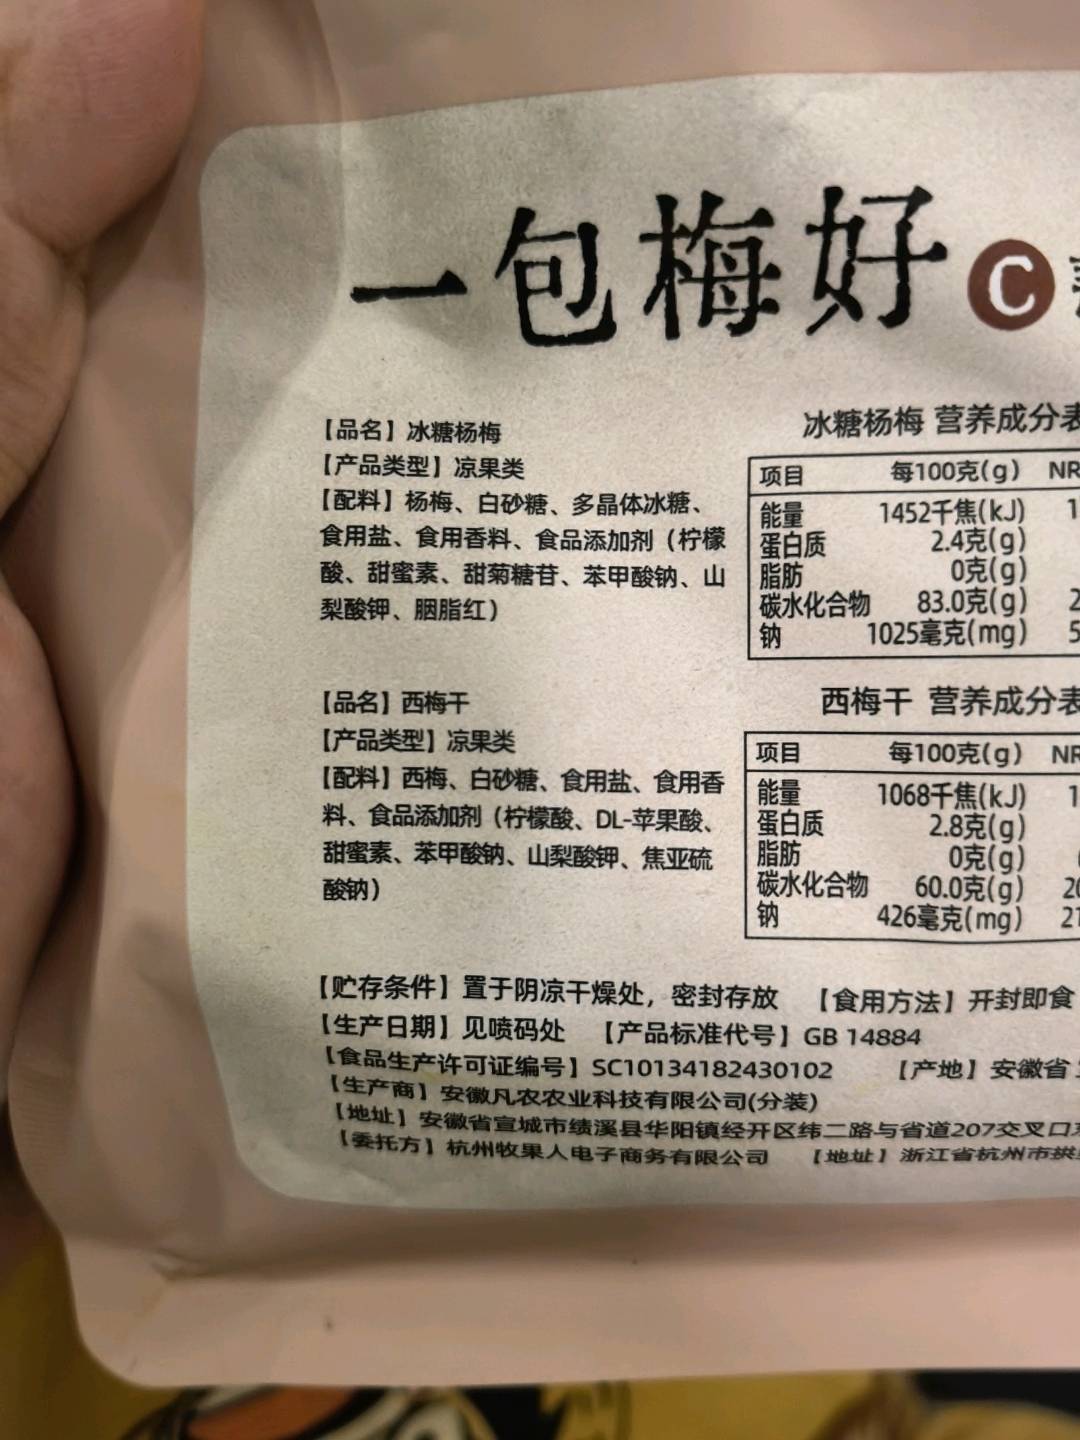 一包梅好 C
【品名】冰糖杨梅
【产品类型】凉果类
【配料】杨梅、白砂糖、多晶体冰糖、
食用盐、食用香料、食品添加剂（柠檬
酸、甜蜜素、甜菊糖苷、苯甲酸钠、山
梨酸钾、胭脂红）
冰糖杨梅 营养成分表
项目 每100克(g) NR
能量 1452千焦(kJ) 1
蛋白质 2.4克(g)
脂肪 0克(g)
碳水化合物 83.0克(g) 2
钠 1025毫克(mg) 5
【品名】西梅干
【产品类型】凉果类
【配料】西梅、白砂糖、食用盐、食用香
料、食品添加剂（柠檬酸、DL-苹果酸、
甜蜜素、苯甲酸钠、山梨酸钾、焦亚硫
酸钠）
西梅干 营养成分表
项目 每100克(g) NR
能量 1068千焦(kJ) 1
蛋白质 2.8克(g)
脂肪 0克(g)
碳水化合物 60.0克(g) 20
钠 426毫克(mg) 21
【贮存条件】置于阴凉干燥处，密封存放 【食用方法】开封即食
【生产日期】见喷码处 【产品标准代号】GB 14884
【食品生产许可证编号】SC10134182430102 【产地】安徽省
【生产商】安徽凡农农业科技有限公司(分装)
【地址】安徽省宣城市绩溪县华阳镇经开区纬二路与省道207交叉口
【委托方】杭州牧果人电子商务有限公司 【地址】浙江省杭州市拱